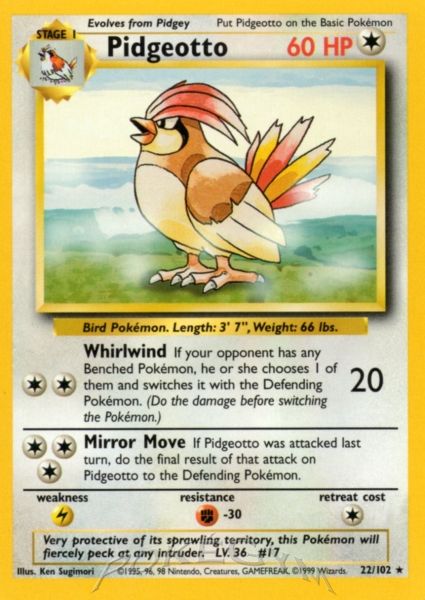 Evolves from Pidgey Put Pidgeotto on the Basic Pokémon
STAGE 1
Pidgeotto 60 HP
Bird Pokémon. Length: 3' 7", Weight: 66 lbs.
Whirlwind If your opponent has any
Benched Pokémon, he or she chooses 1 of
them and switches it with the Defending
Pokémon. (Do the damage before switching
the Pokémon.)
20
Mirror Move If Pidgeotto was attacked last
turn, do the final result of that attack on
Pidgeotto to the Defending Pokémon.
weakness resistance retreat cost
-30
Very protective of its sprawling territory, this Pokémon will
fiercely peck at any intruder. LV. 36 #17
Illus. Ken Sugimori ©1995, 96, 98 Nintendo, Creatures, GAMEFREAK. ©1999 Wizards. 22/102 ★